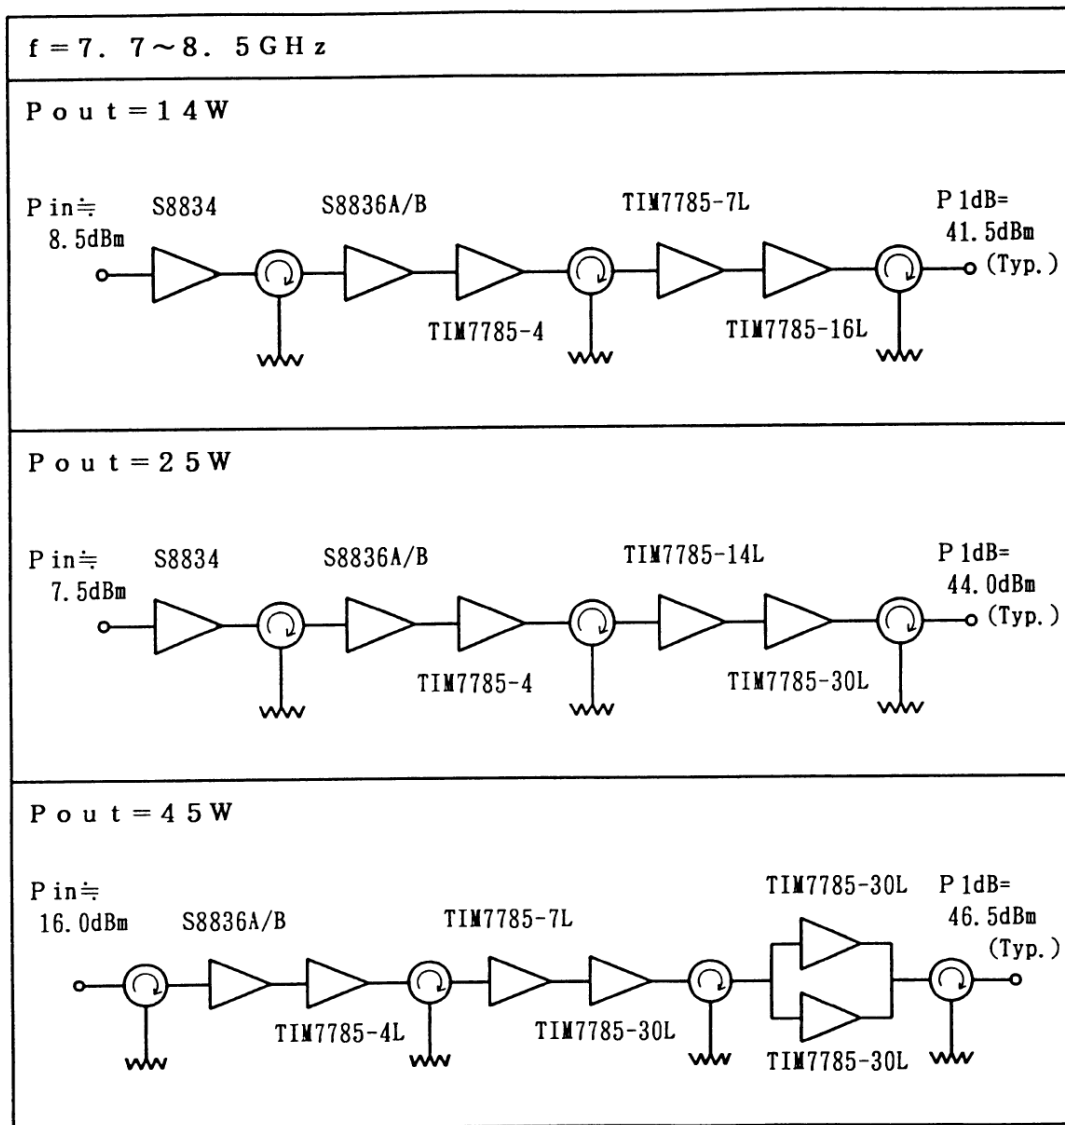 f=7. 7~8. 5GHz
Pout=14W
Pin≒ S8834 S8836A/B TIM7785-7L P1dB=
8.5dBm 41.5dBm
(Typ.)
TIM7785-4 TIM7785-16L
Pout=25W
Pin≒ S8834 S8836A/B TIM7785-14L P1dB=
7.5dBm 44.0dBm
(Typ.)
TIM7785-4 TIM7785-30L
Pout=45W
Pin≒ TIM7785-30L P1dB=
16.0dBm S8836A/B TIM7785-7L 46.5dBm
(Typ.)
TIM7785-4L TIM7785-30L
TIM7785-30L